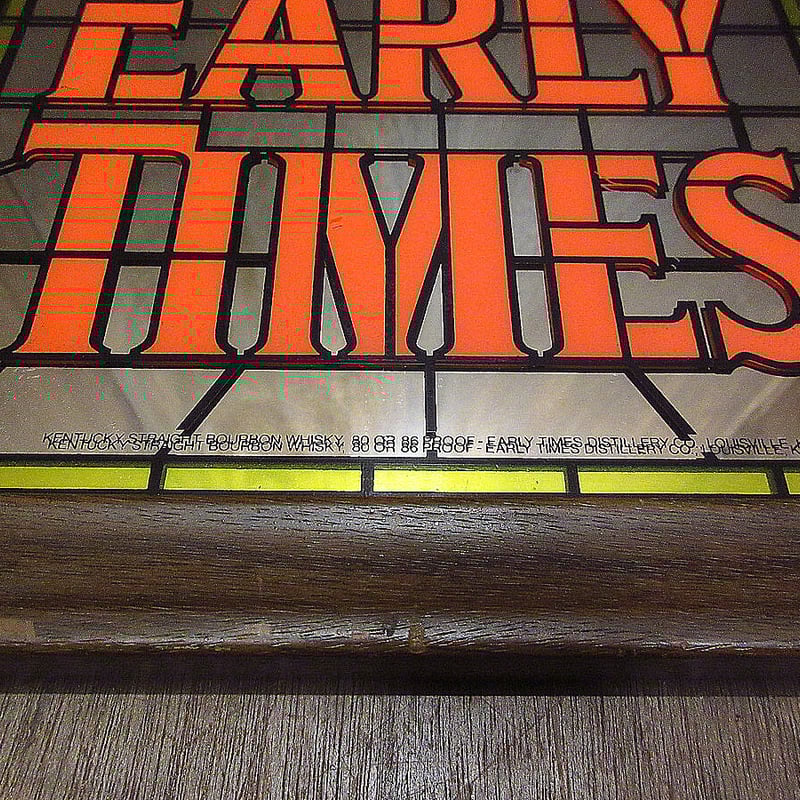 EARLY
TIMES
KENTUCKY STRAIGHT BOURBON WHISKY, 80 OR 86 PROOF - EARLY TIMES DISTILLERY CO., LOUISVILLE, K